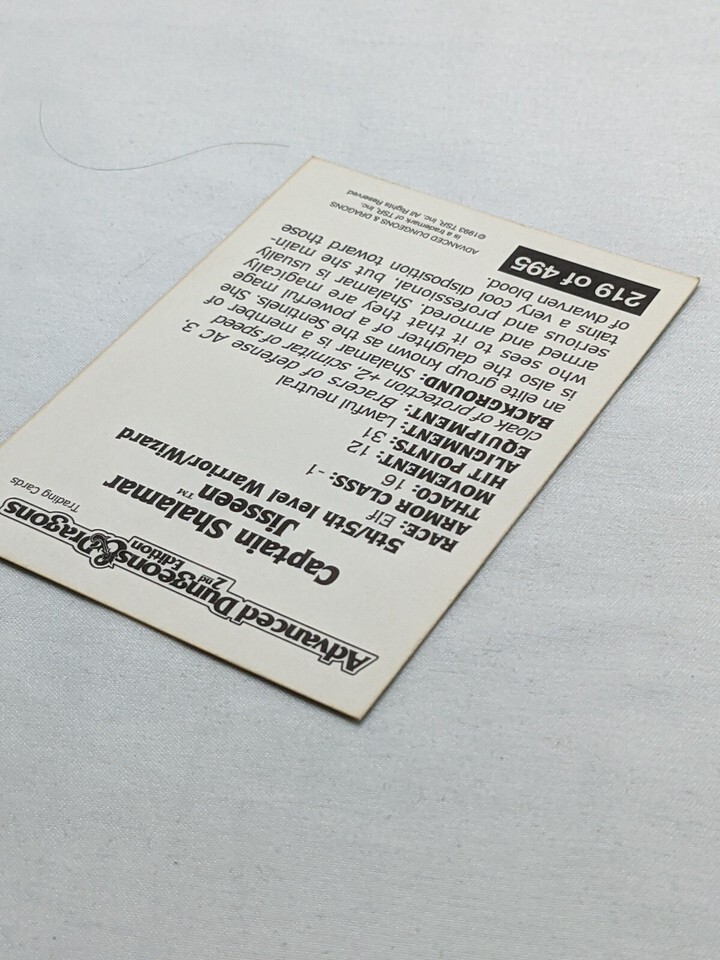 Advanced Dungeons & Dragons
2nd Edition
Trading Cards
Captain Shalamar
Jisseen™
5th/5th level Warrior/Wizard
RACE: Elf
ARMOR CLASS: -1
THACO: 16
MOVEMENT: 12
HIT POINTS: 31
ALIGNMENT: Lawful neutral
EQUIPMENT: Bracers of defense AC 3,
cloak of protection +2, scimitar of speed
BACKGROUND: Shalamar is a member of
an elite group known as the Sentinels. She
is also the daughter of a powerful mage
who sees to it that they are magically
armed and armored. Shalamar is usually
serious and professional, but she main-
tains a very cool disposition toward those
of dwarven blood.
219 of 495
ADVANCED DUNGEONS & DRAGONS
is a trademark of TSR, Inc.
©1993 TSR, Inc. All Rights Reserved